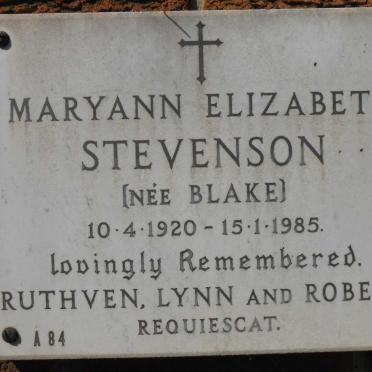 MARYANN ELIZABET
STEVENSON
(NÉE BLAKE)
10·4·1920 - 15·1·1985.
Lovingly Remembered.
RUTHVEN, LYNN AND ROBE
REQUIESCAT.
A 84